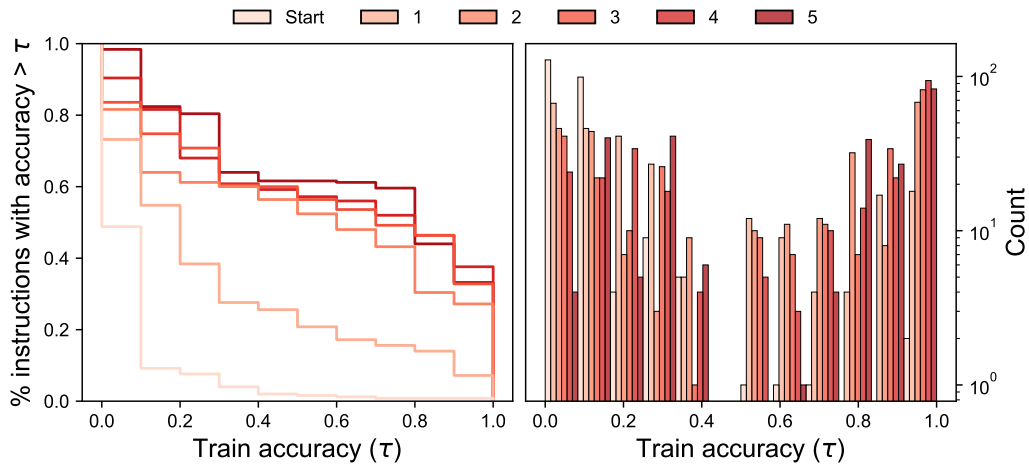 Start 1 2 3 4 5
% instructions with accuracy > τ
1.0
0.8
0.6
0.4
0.2
0.0
0.0 0.2 0.4 0.6 0.8 1.0
Train accuracy (τ)
0.0 0.2 0.4 0.6 0.8 1.0
Train accuracy (τ)
10²
10¹
10⁰
Count